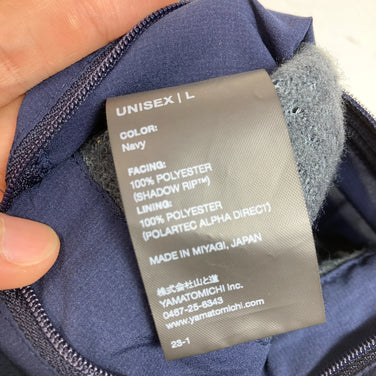 UNISEX | L
COLOR:
Navy
FACING:
100% POLYESTER
(SHADOW RIP™)
LINING:
100% POLYESTER
(POLARTEC ALPHA DIRECT)
MADE IN MIYAGI, JAPAN
株式会社山と道
YAMATOMICHI Inc.
0467-25-6343
www.yamatomichi.com
23-1